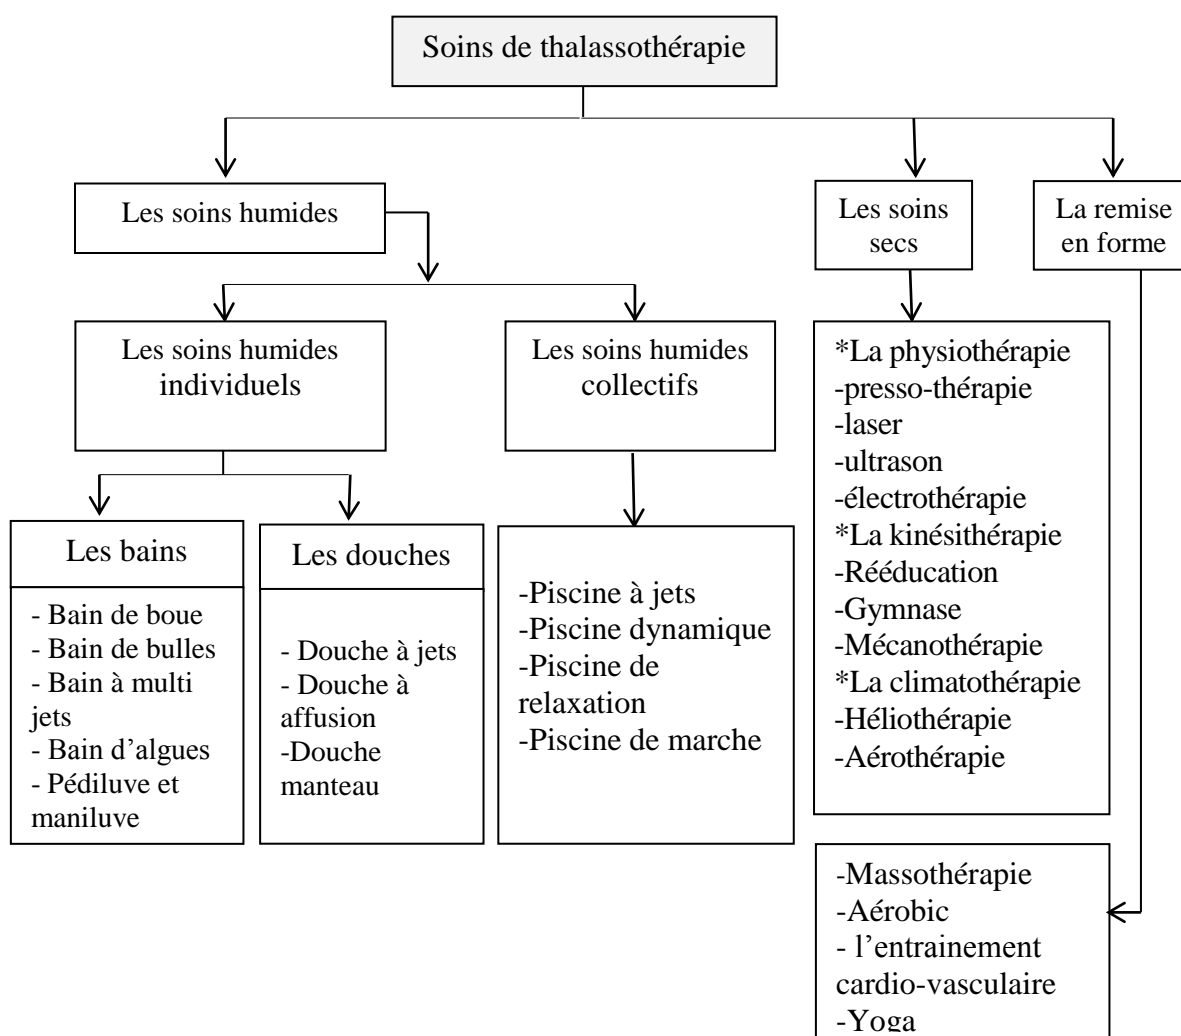 Soins de thalassothérapie
Les soins humides
Les soins
secs
La remise
en forme
Les soins humides
individuels
Les soins humides
collectifs
*La physiothérapie
-presso-thérapie
-laser
-ultrason
-électrothérapie
*La kinésithérapie
-Rééducation
-Gymnase
-Mécanothérapie
*La climatothérapie
-Héliothérapie
-Aérothérapie
Les bains
- Bain de boue
- Bain de bulles
- Bain à multi
jets
- Bain d’algues
- Pédiluve et
maniluve
Les douches
- Douche à jets
- Douche à
affusion
-Douche
manteau
-Piscine à jets
-Piscine dynamique
-Piscine de
relaxation
-Piscine de marche
-Massothérapie
-Aérobic
- l’entrainement
cardio-vasculaire
-Yoga